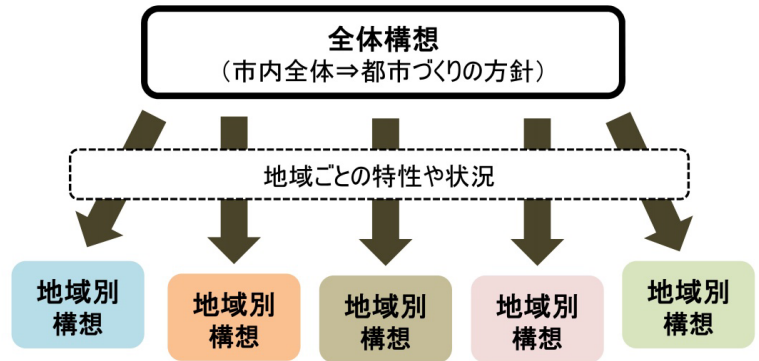 全体構想
（市内全体⇒都市づくりの方針）
地域ごとの特性や状況
地域別
構想
地域別
構想
地域別
構想
地域別
構想
地域別
構想